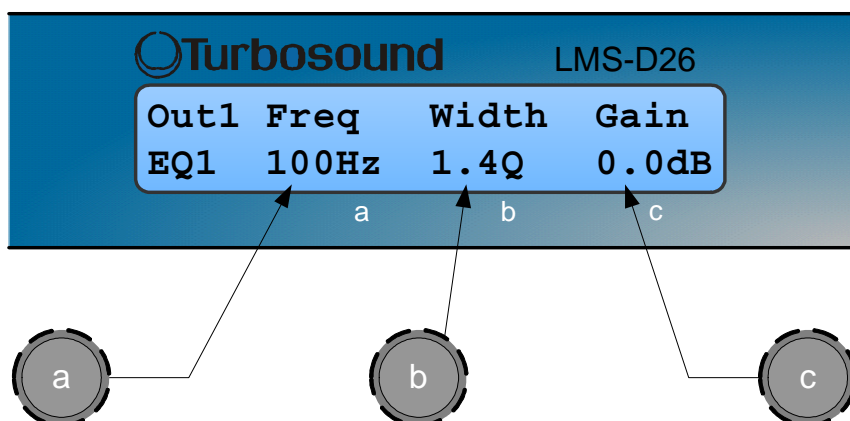 Turbosound LMS-D26
Out1 Freq Width Gain
EQ1 100Hz 1.4Q 0.0dB
a b c
a b c